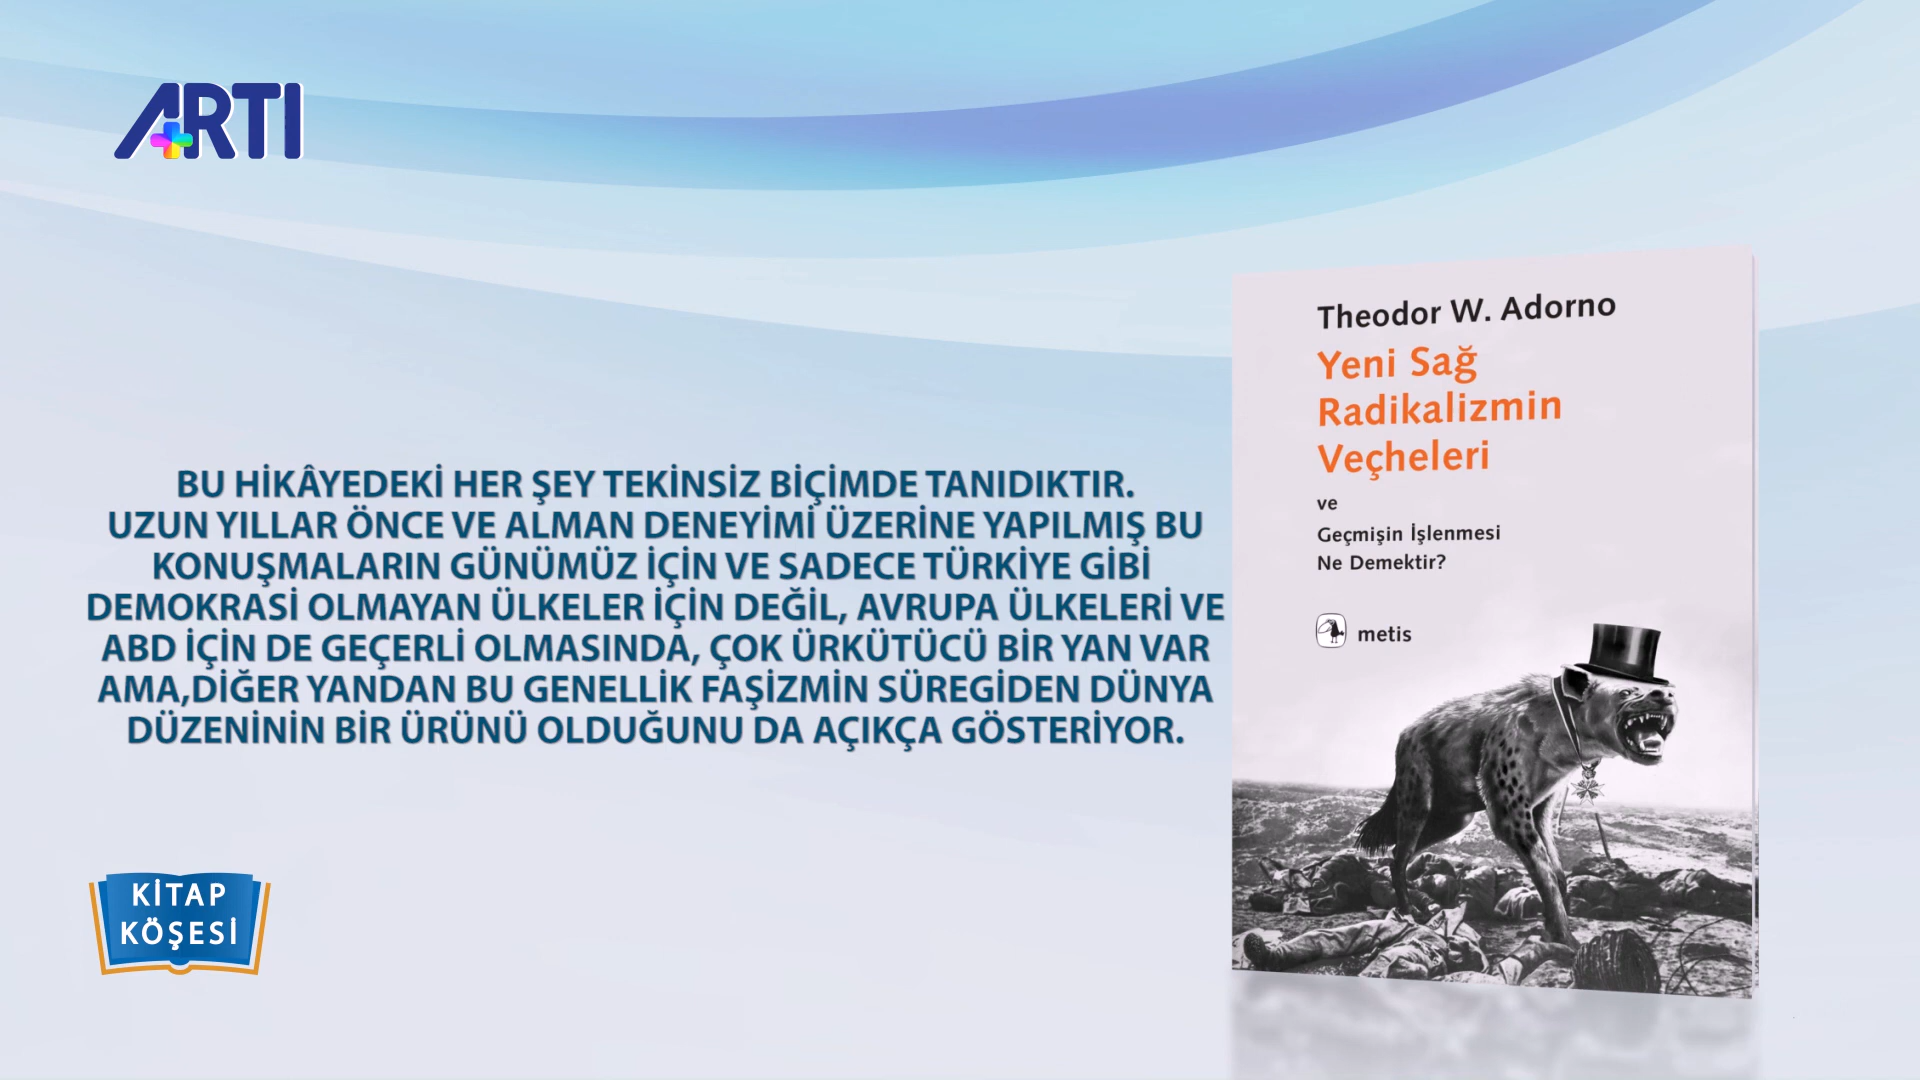 ARTI
BU HİKÂYEDEKİ HER ŞEY TEKİNSİZ BİÇİMDE TANIDIKTIR.
UZUN YILLAR ÖNCE VE ALMAN DENEYİMİ ÜZERİNE YAPILMIŞ BU
KONUŞMALARIN GÜNÜMÜZ İÇİN VE SADECE TÜRKİYE GİBİ
DEMOKRASİ OLMAYAN ÜLKELER İÇİN DEĞİL, AVRUPA ÜLKELERİ VE
ABD İÇİN DE GEÇERLİ OLMASINDA, ÇOK ÜRKÜTÜCÜ BİR YAN VAR
AMA,DİĞER YANDAN BU GENELLİK FAŞİZMİN SÜREGİDEN DÜNYA
DÜZENİNİN BİR ÜRÜNÜ OLDUĞUNU DA AÇIKÇA GÖSTERİYOR.
Theodor W. Adorno
Yeni Sağ
Radikalizmin
Veçheleri
ve
Geçmişin İşlenmesi
Ne Demektir?
metis
KİTAP
KÖŞESİ